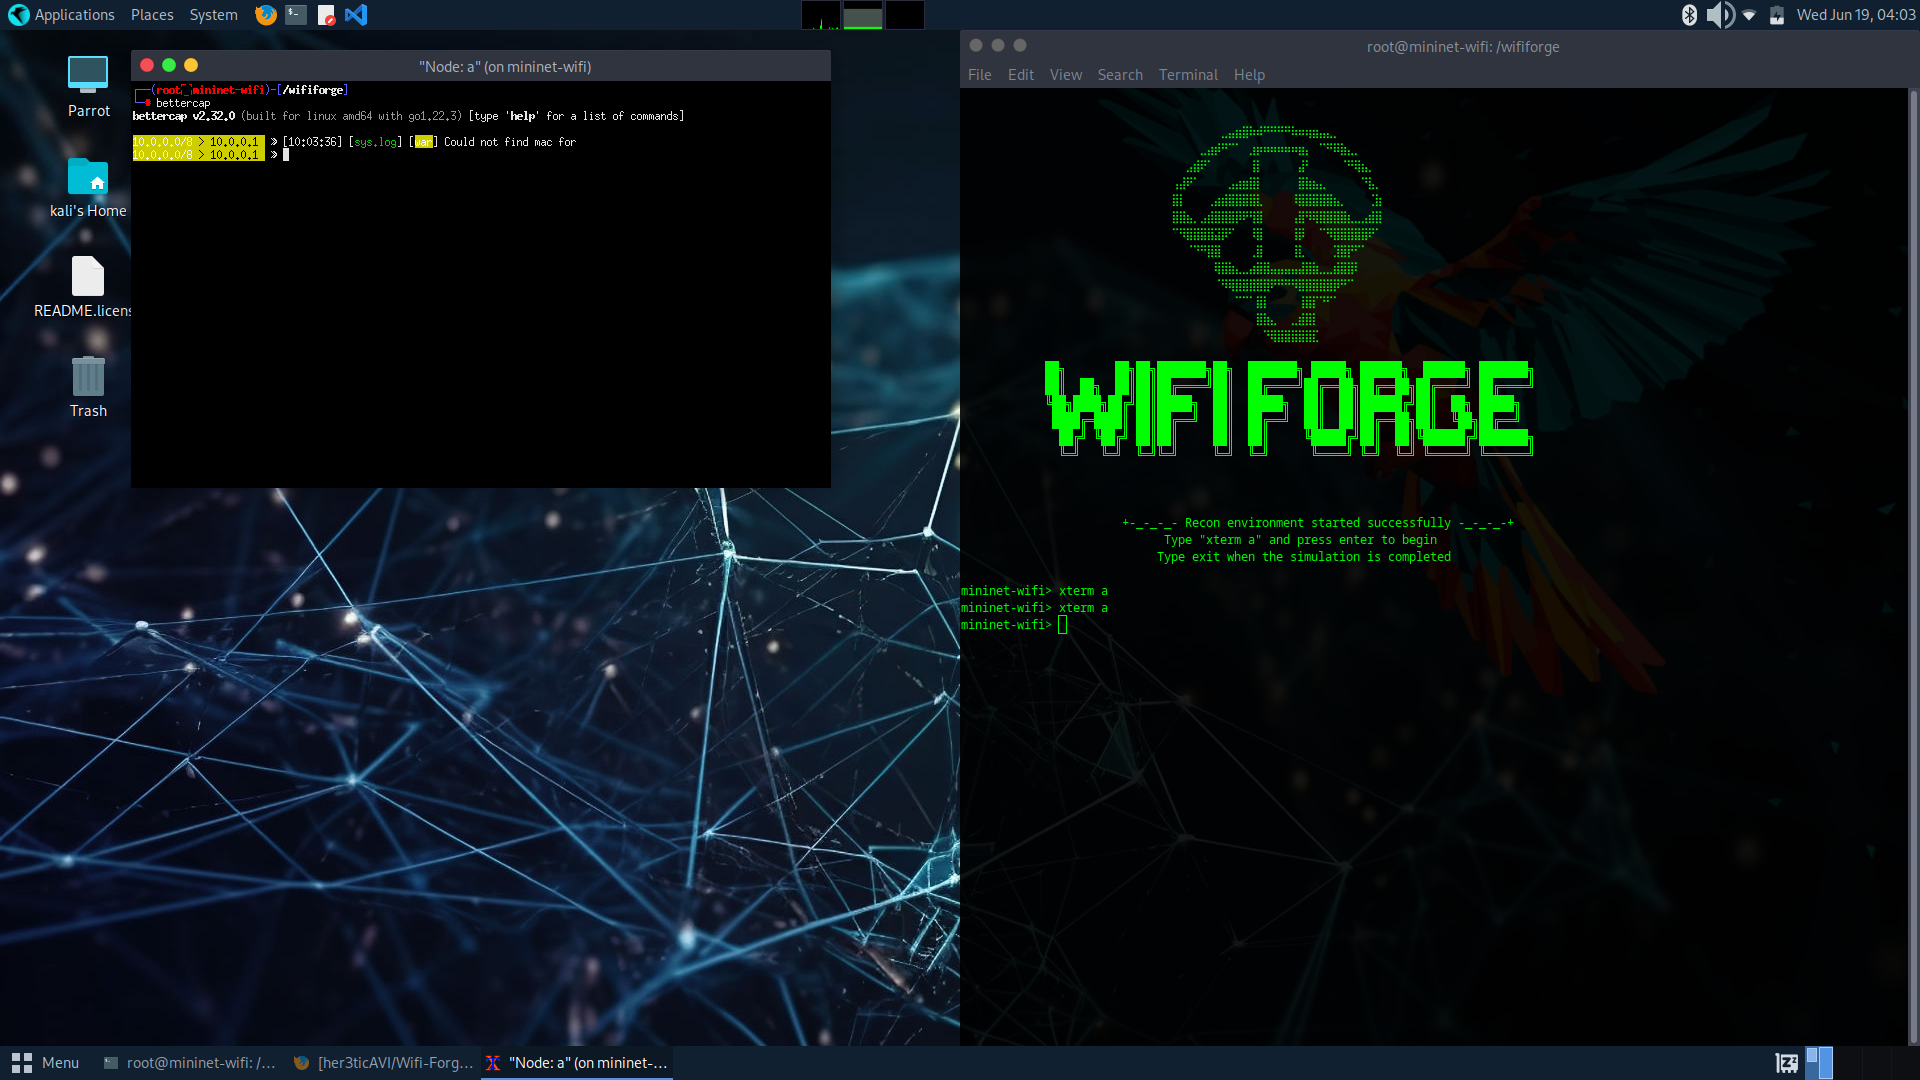 Applications Places System
Wed Jun 19, 04:03
Parrot
kali's Home
README.licens
Trash
"Node: a" (on mininet-wifi)
(root mininet-wifi)-[/wififorge]
bettercap
bettercap v2.32.0 (built for linux amd64 with go1.22.3) [type 'help' for a list of commands]
10.0.0.0/8 > 10.0.0.1 » [10:03:36] [sys.log] [war] Could not find mac for
10.0.0.0/8 > 10.0.0.1 »
root@mininet-wifi: /wififorge
File Edit View Search Terminal Help
WIFI FORGE
+-_-_-_- Recon environment started successfully -_-_-_-+
Type "xterm a" and press enter to begin
Type exit when the simulation is completed
mininet-wifi> xterm a
mininet-wifi> xterm a
mininet-wifi>
Menu root@mininet-wifi: /... [her3ticAVI/Wifi-Forg... "Node: a" (on mininet-...